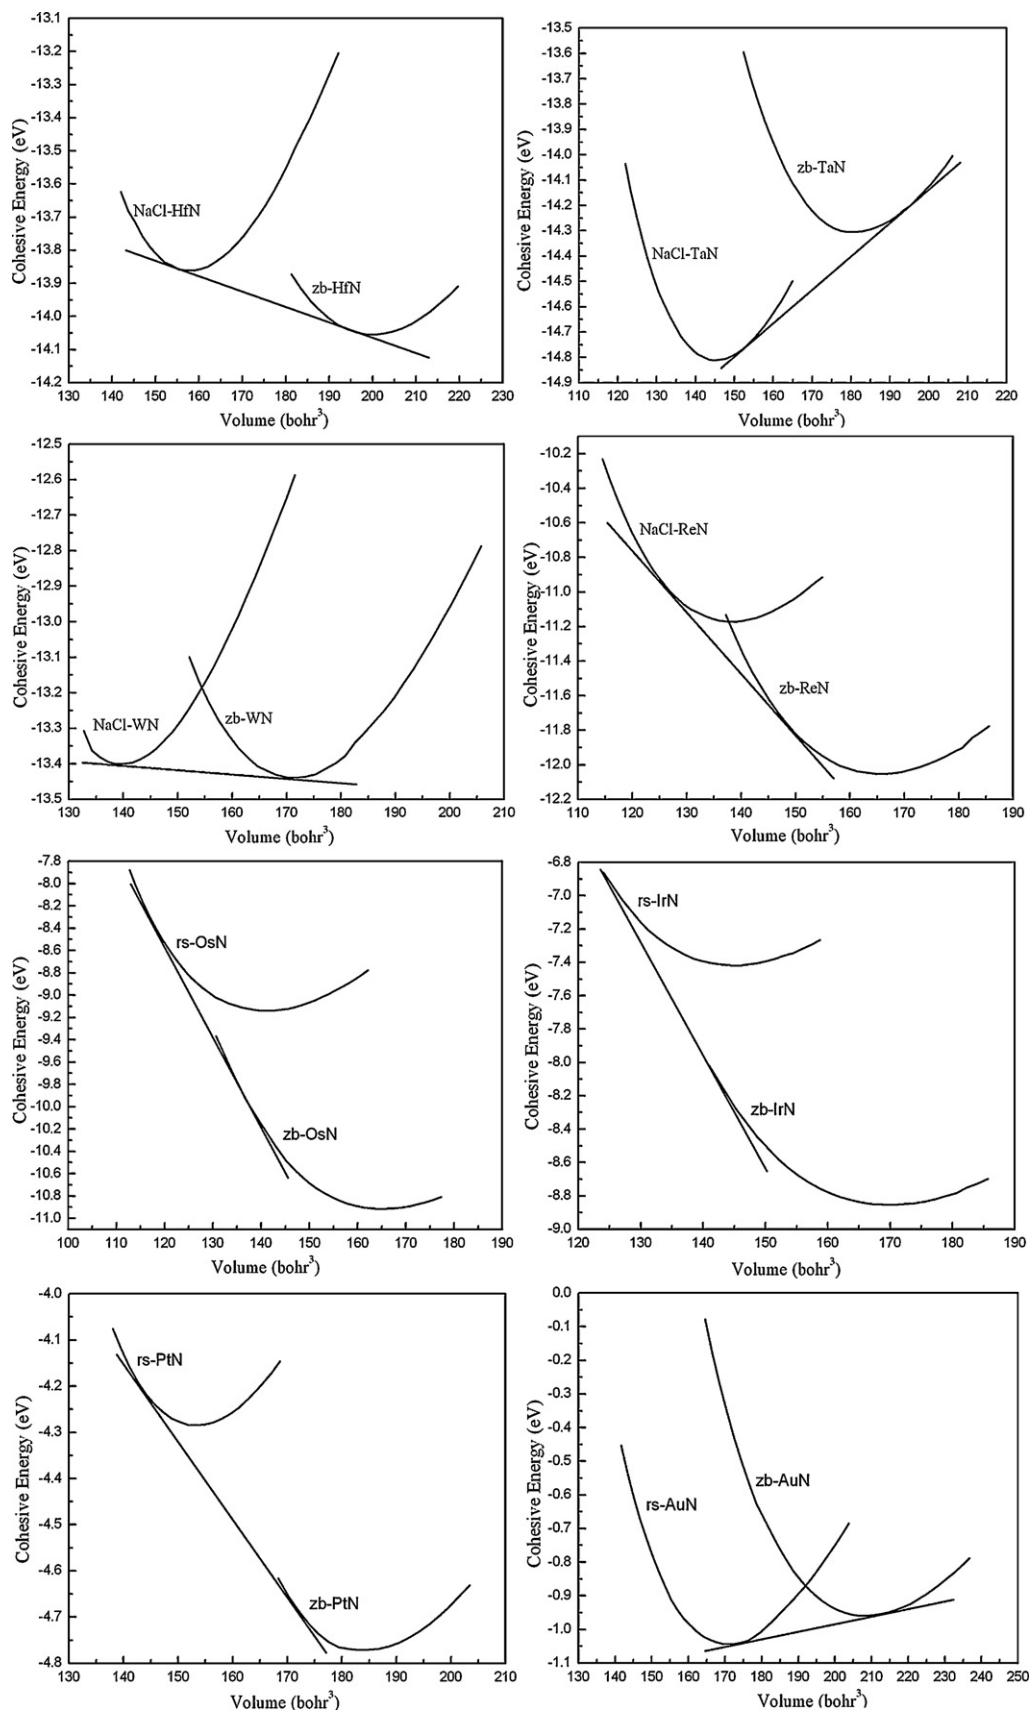 Cohesive Energy (eV)
-13.1
-13.2
-13.3
-13.4
-13.5
-13.6
-13.7
-13.8
-13.9
-14.0
-14.1
-14.2
NaCl-HfN
zb-HfN
130 140 150 160 170 180 190 200 210 220 230
Volume (bohr³)
Cohesive Energy (eV)
-13.5
-13.6
-13.7
-13.8
-13.9
-14.0
-14.1
-14.2
-14.3
-14.4
-14.5
-14.6
-14.7
-14.8
-14.9
zb-TaN
NaCl-TaN
110 120 130 140 150 160 170 180 190 200 210 220
Volume (bohr³)
Cohesive Energy (eV)
-12.5
-12.6
-12.7
-12.8
-12.9
-13.0
-13.1
-13.2
-13.3
-13.4
-13.5
NaCl-WN
zb-WN
130 140 150 160 170 180 190 200 210
Volume (bohr³)
Cohesive Energy (eV)
-10.2
-10.4
-10.6
-10.8
-11.0
-11.2
-11.4
-11.6
-11.8
-12.0
-12.2
NaCl-ReN
zb-ReN
110 120 130 140 150 160 170 180 190
Volume (bohr³)
Cohesive Energy (eV)
-7.8
-8.0
-8.2
-8.4
-8.6
-8.8
-9.0
-9.2
-9.4
-9.6
-9.8
-10.0
-10.2
-10.4
-10.6
-10.8
-11.0
rs-OsN
zb-OsN
100 110 120 130 140 150 160 170 180 190
Volume (bohr³)
Cohesive Energy (eV)
-6.8
-7.0
-7.2
-7.4
-7.6
-7.8
-8.0
-8.2
-8.4
-8.6
-8.8
-9.0
rs-IrN
zb-IrN
120 130 140 150 160 170 180 190
Volume (bohr³)
Cohesive Energy (eV)
-4.0
-4.1
-4.2
-4.3
-4.4
-4.5
-4.6
-4.7
-4.8
rs-PtN
zb-PtN
130 140 150 160 170 180 190 200 210
Volume (bohr³)
Cohesive Energy (eV)
0.0
-0.1
-0.2
-0.3
-0.4
-0.5
-0.6
-0.7
-0.8
-0.9
-1.0
-1.1
zb-AuN
rs-AuN
130 140 150 160 170 180 190 200 210 220 230 240 250
Volume (bohr³)